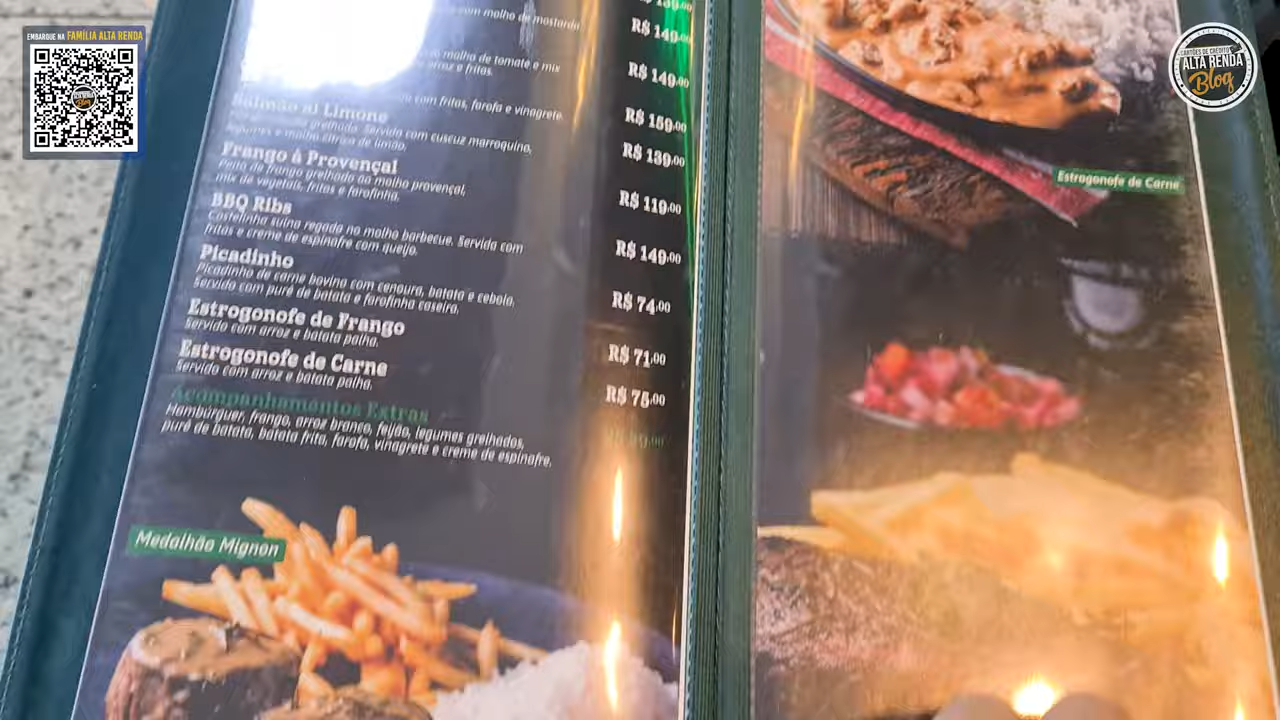 EMBARQUE NA FAMÍLIA ALTA RENDA
CARTÕES DE CRÉDITO
ALTA RENDA
Blog
com molho de mostarda
R$ 149,00
molho de tomate e mix
arroz e fritas.
R$ 149,00
com fritas, farofa e vinagrete.
R$ 159,00
Salmão al Limone
grelhado. Servido com cuscuz marroquino,
legumes e molho cítrico de limão.
R$ 139,00
Frango à Provençal
Peito de frango grelhado ao molho provençal,
mix de vegetais, fritas e farofinha.
R$ 119,00
BBQ Ribs
Costelinha suína regada no molho barbecue. Servida com
fritas e creme de espinafre com queijo.
R$ 149,00
Picadinho
Picadinho de carne bovina com cenoura, batata e cebola.
Servido com purê de batata e farofinha caseira.
R$ 74,00
Estrogonofe de Frango
Servido com arroz e batata palha.
R$ 71,00
Estrogonofe de Carne
Servido com arroz e batata palha.
R$ 75,00
Acompanhamentos Extras
Hambúrguer, frango, arroz branco, feijão, legumes grelhados,
purê de batata, batata frita, farofa, vinagrete e creme de espinafre.
Medalhão Mignon
Estrogonofe de Carne